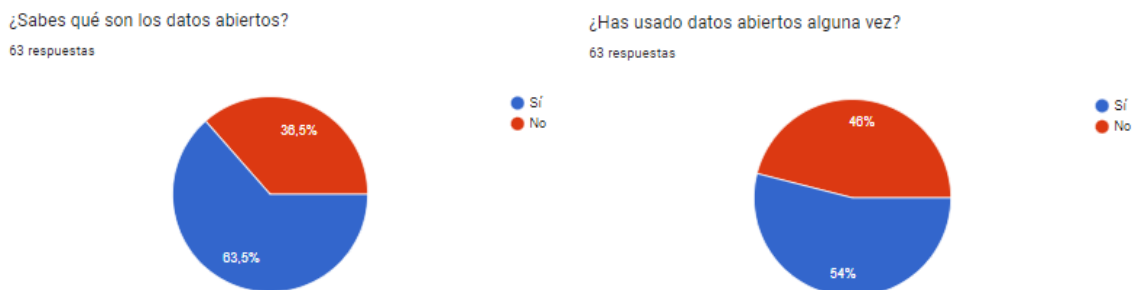 ¿Sabes qué son los datos abiertos?
63 respuestas
Sí
No
36,5%
63,5%
¿Has usado datos abiertos alguna vez?
63 respuestas
Sí
No
46%
54%